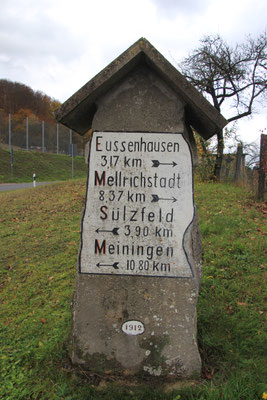 Eussenhausen
3,17 km →
Mellrichstadt
8,37 km →
Sülzfeld
← 3,90 km
Meiningen
← 10,80 km
1912